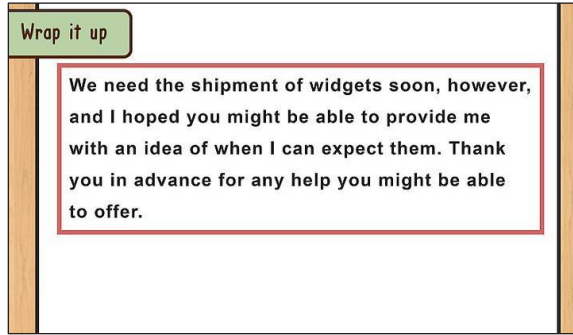 Wrap it up
We need the shipment of widgets soon, however,
and I hoped you might be able to provide me
with an idea of when I can expect them. Thank
you in advance for any help you might be able
to offer.